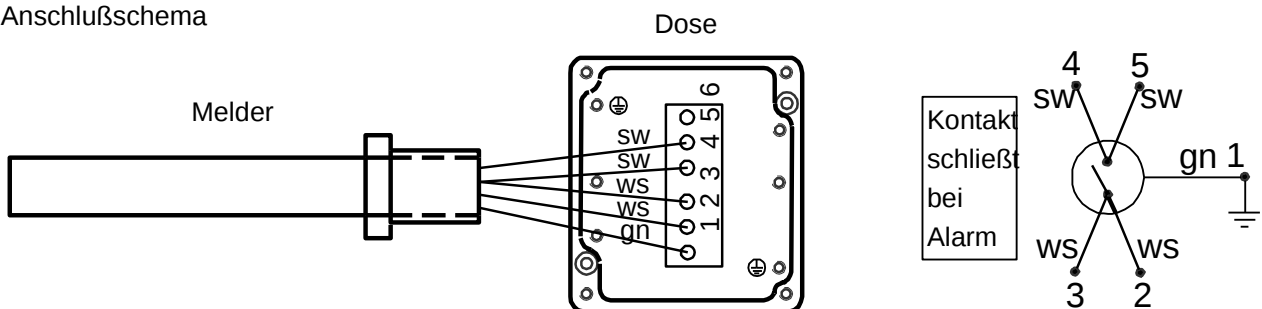 Anschlußschema
Dose
Melder
sw
sw
ws
ws
gn
6
5
4
3
2
1
Kontakt
schließt
bei
Alarm
4 5
sw sw
gn 1
ws ws
3 2